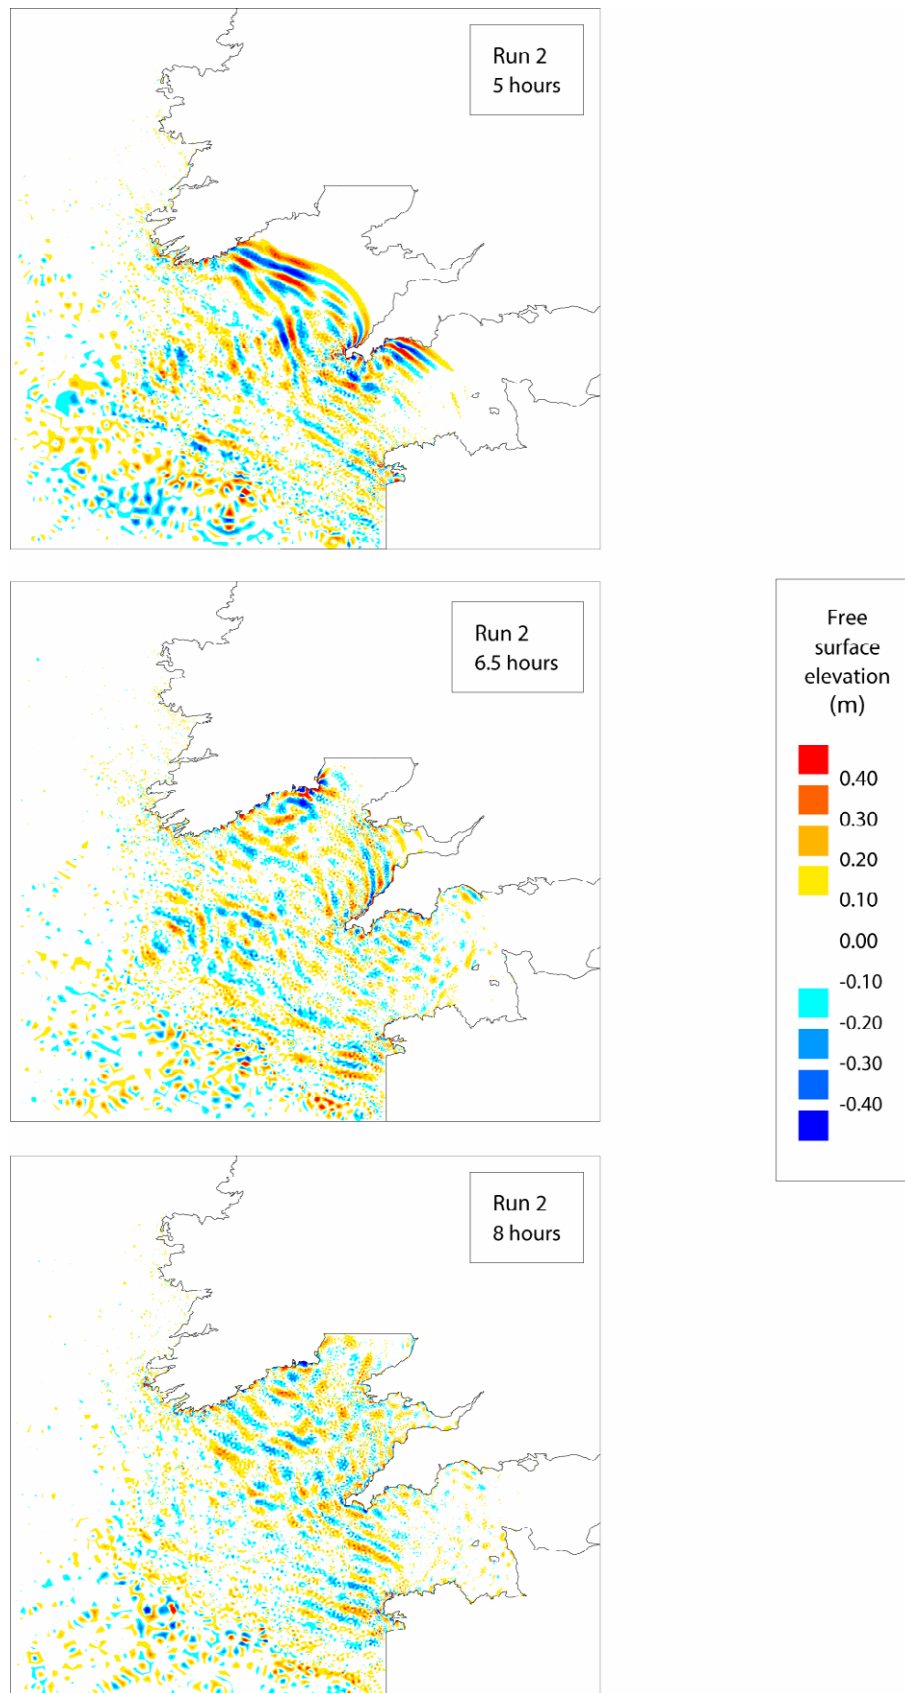 Run 2
5 hours
Run 2
6.5 hours
Free
surface
elevation
(m)
0.40
0.30
0.20
0.10
0.00
-0.10
-0.20
-0.30
-0.40
Run 2
8 hours